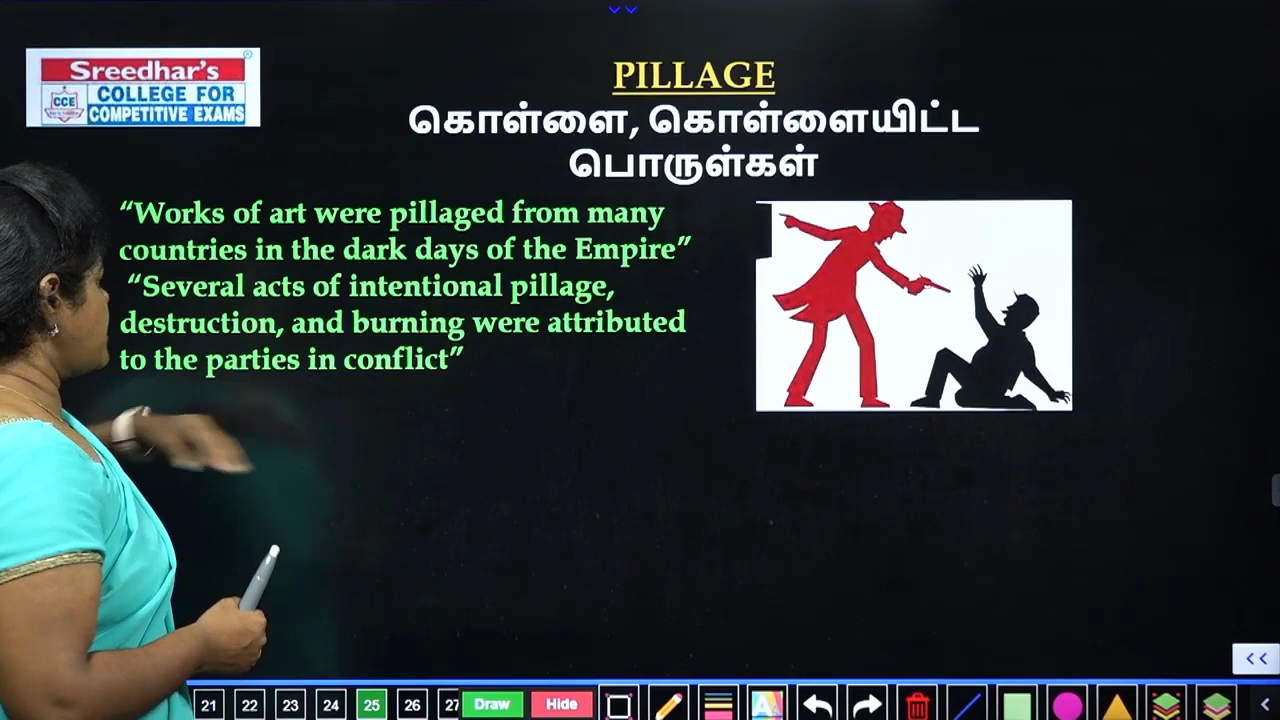 Sreedhar's
CCE
COLLEGE FOR
COMPETITIVE EXAMS
PILLAGE
கொள்ளை, கொள்ளையிட்ட
பொருள்கள்
“Works of art were pillaged from many
countries in the dark days of the Empire”
“Several acts of intentional pillage,
destruction, and burning were attributed
to the parties in conflict”
<<
21 22 23 24 25 26 27 Draw Hide A <